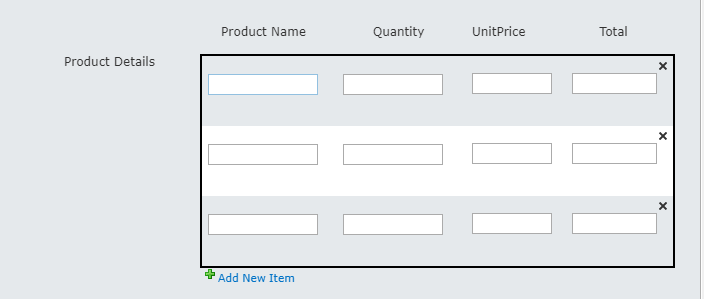 Product Name Quantity UnitPrice Total
Product Details
Add New Item